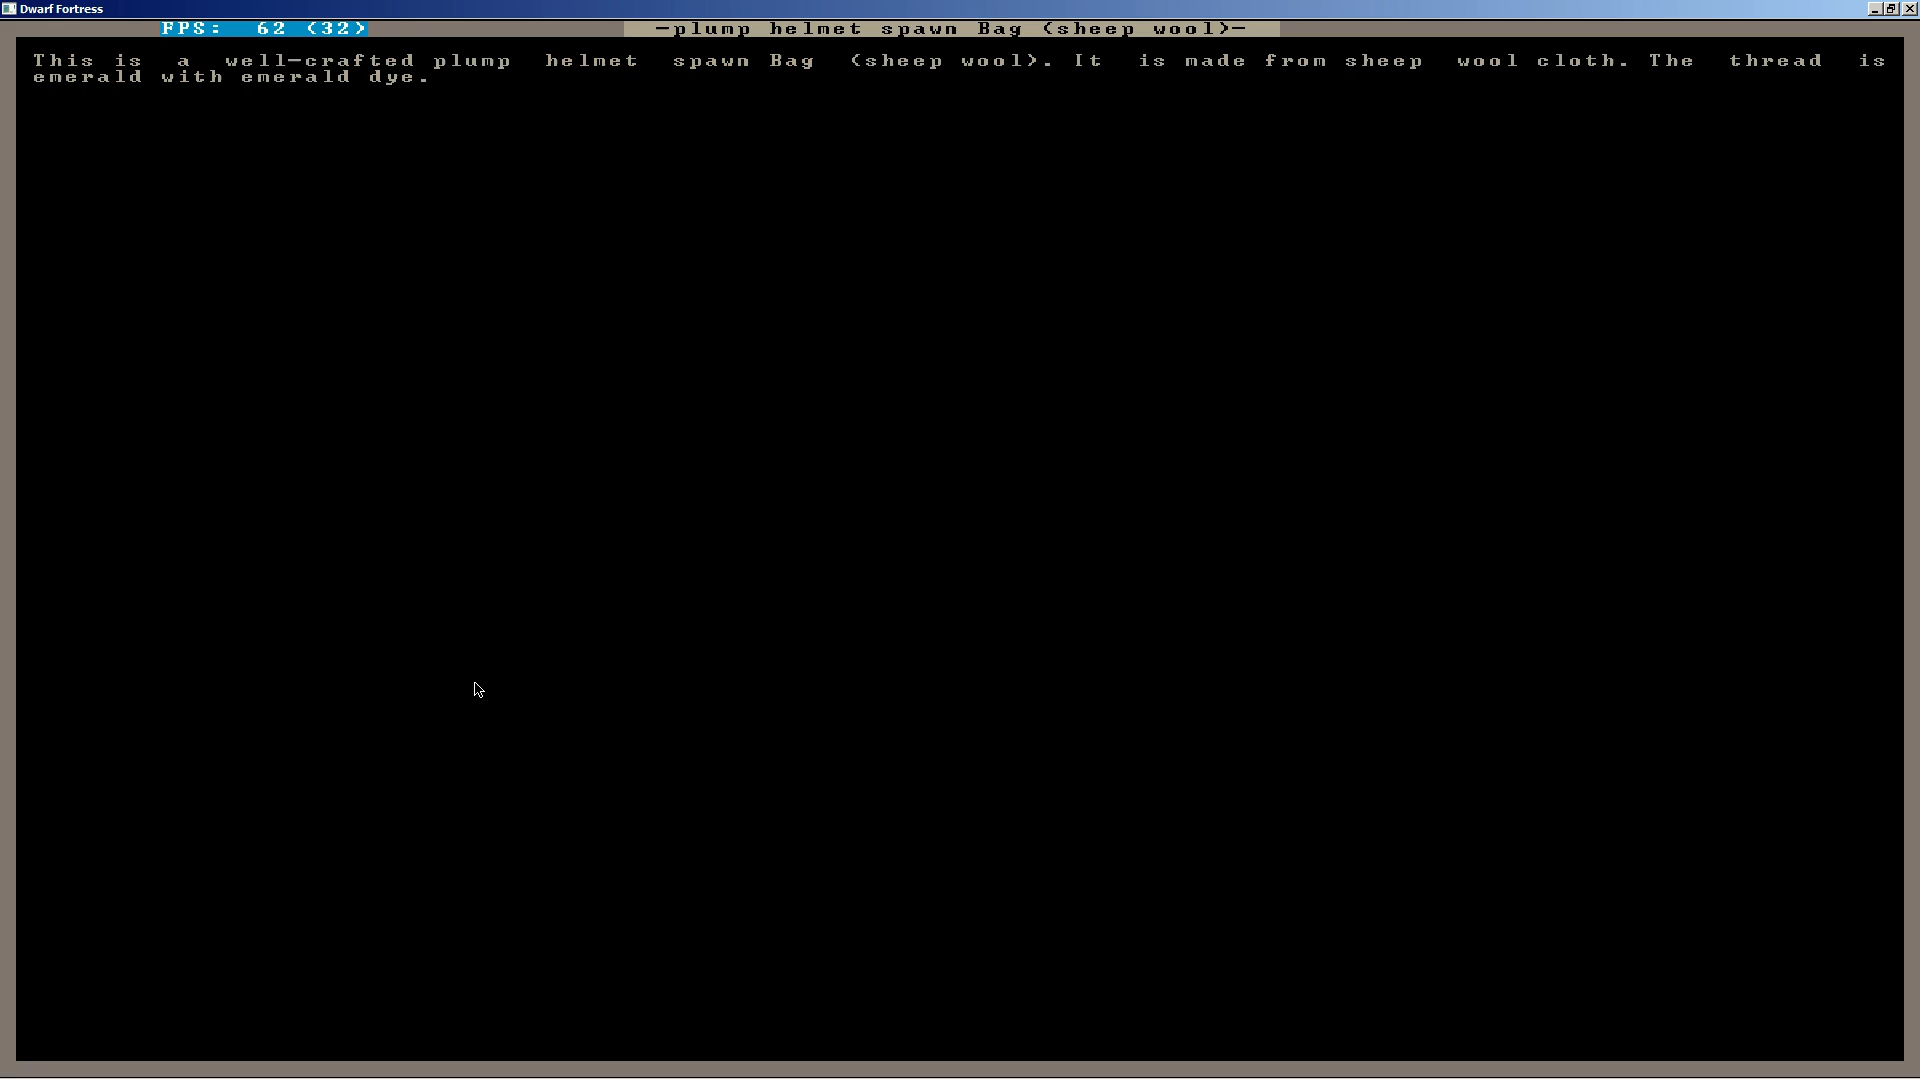 Dwarf Fortress
FPS: 62 (32) -plump helmet spawn Bag (sheep wool)-
This is a well-crafted plump helmet spawn Bag (sheep wool). It is made from sheep wool cloth. The thread is
emerald with emerald dye.